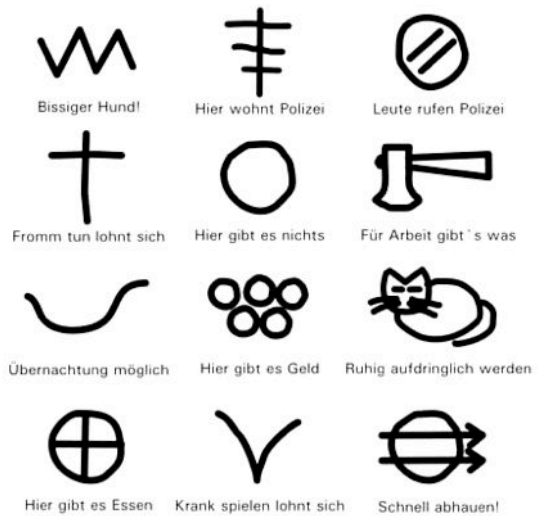 Bissiger Hund!
Hier wohnt Polizei
Leute rufen Polizei
Fromm tun lohnt sich
Hier gibt es nichts
Für Arbeit gibt`s was
Übernachtung möglich
Hier gibt es Geld
Ruhig aufdringlich werden
Hier gibt es Essen
Krank spielen lohnt sich
Schnell abhauen!